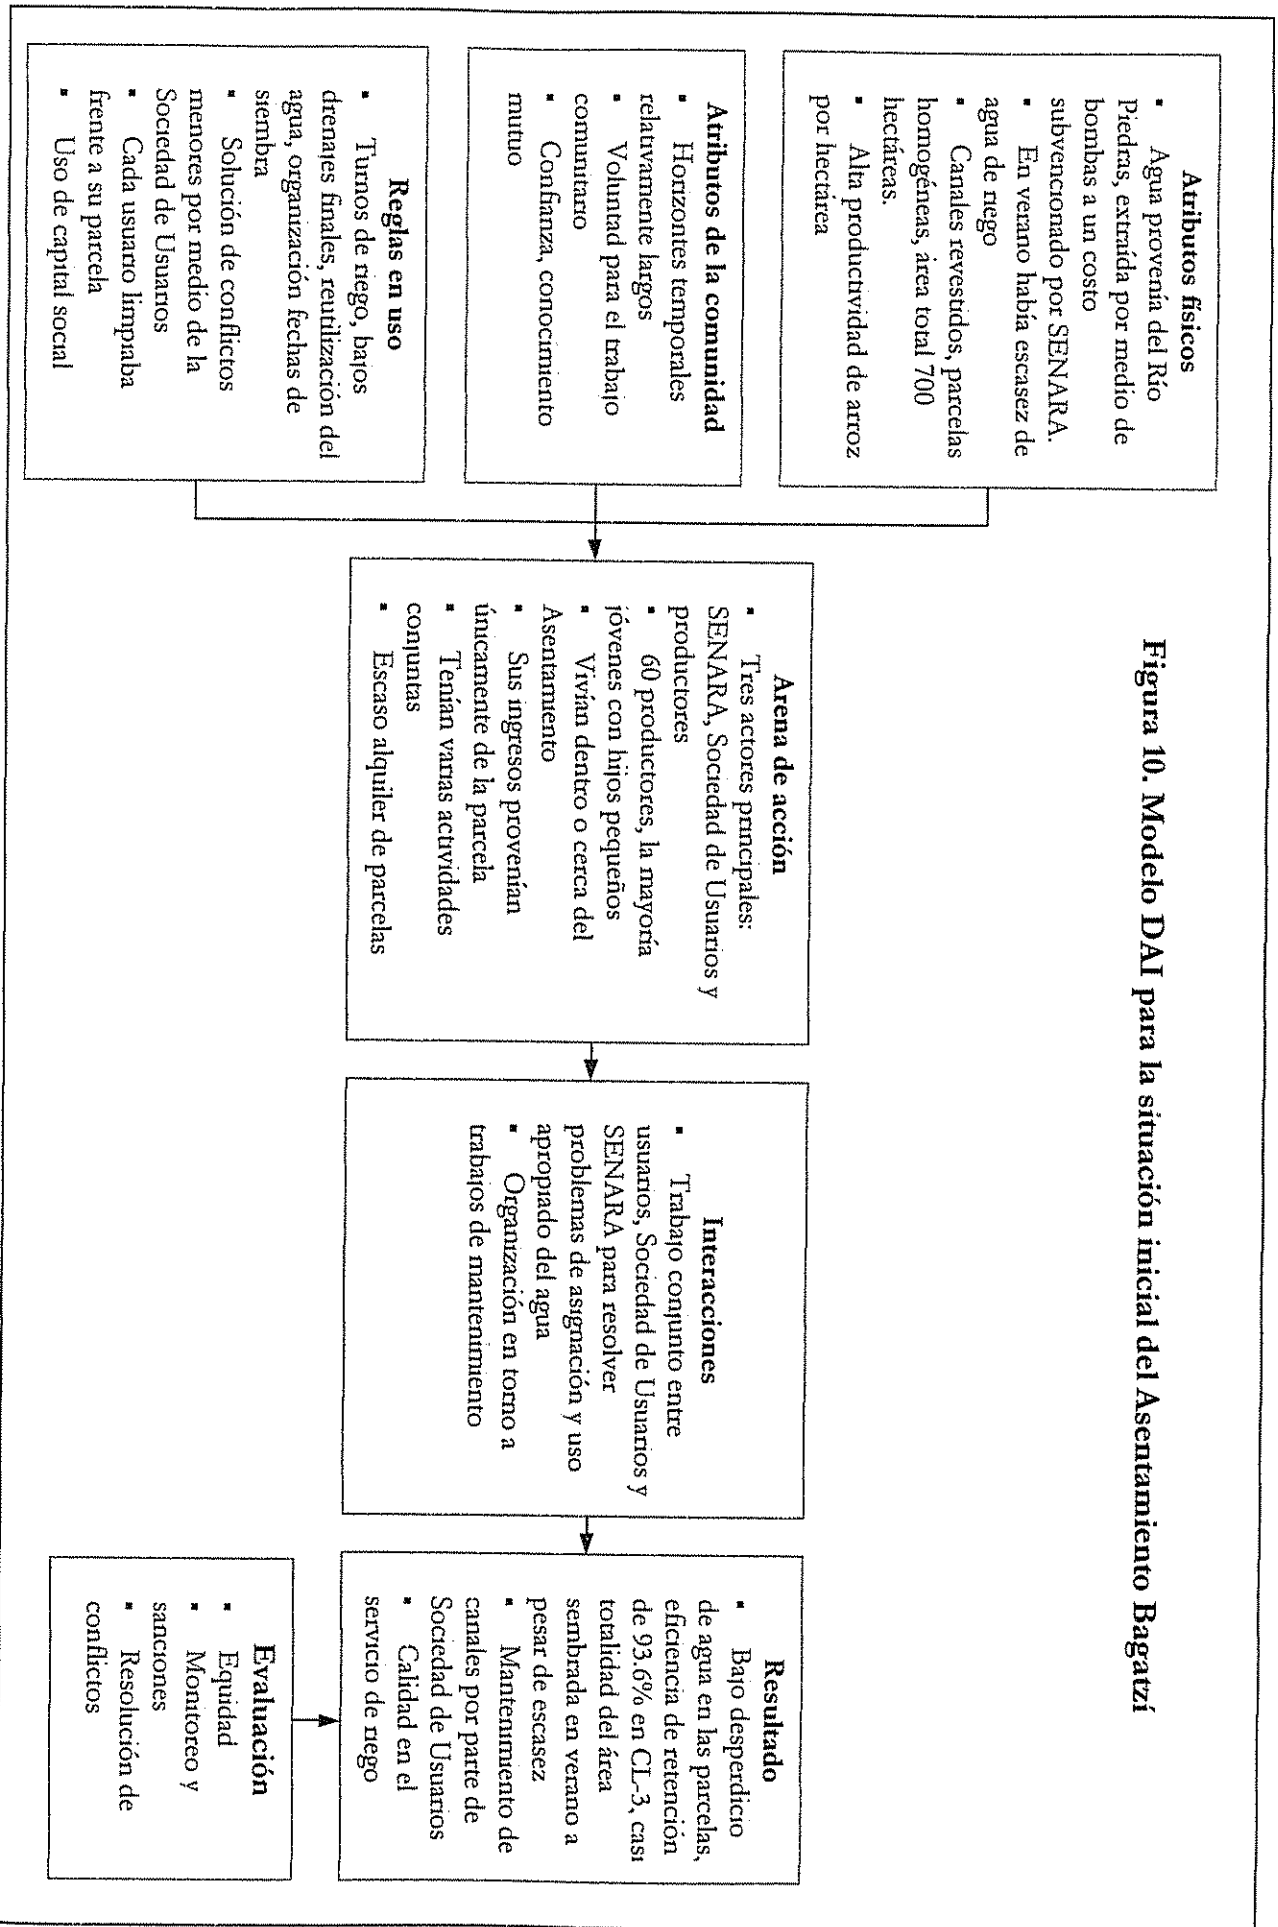 Figura 10. Modelo DAI para la situación inicial del Asentamiento Bagatzí
Atributos físicos
▪ Agua provenía del Río
Piedras, extraída por medio de
bombas a un costo
subvencionado por SENARA.
▪ En verano había escasez de
agua de riego
▪ Canales revestidos, parcelas
homogéneas, area total 700
hectáreas.
▪ Alta productividad de arroz
por hectárea
Atributos de la comunidad
▪ Horizontes temporales
relativamente largos
▪ Voluntad para el trabajo
comunitario
▪ Confianza, conocimiento
mutuo
Reglas en uso
▪ Turnos de riego, bajos
drenajes finales, reutilización del
agua, organización fechas de
siembra
▪ Solución de conflictos
menores por medio de la
Sociedad de Usuarios
▪ Cada usuario limpiaba
frente a su parcela
▪ Uso de capital social
Arena de acción
▪ Tres actores principales:
SENARA, Sociedad de Usuarios y
productores
▪ 60 productores, la mayoría
jóvenes con hijos pequeños
▪ Vivían dentro o cerca del
Asentamiento
▪ Sus ingresos provenían
únicamente de la parcela
▪ Tenían varias actividades
conjuntas
▪ Escaso alquiler de parcelas
Interacciones
▪ Trabajo conjunto entre
usuarios, Sociedad de Usuarios y
SENARA para resolver
problemas de asignación y uso
apropiado del agua
▪ Organización en torno a
trabajos de mantenimiento
Resultado
▪ Bajo desperdicio
de agua en las parcelas,
eficiencia de retención
de 93.6% en CL-3, casi
totalidad del área
sembrada en verano a
pesar de escasez
▪ Mantenimiento de
canales por parte de
Sociedad de Usuarios
▪ Calidad en el
servicio de riego
Evaluación
▪ Equidad
▪ Monitoreo y
sanciones
▪ Resolución de
conflictos